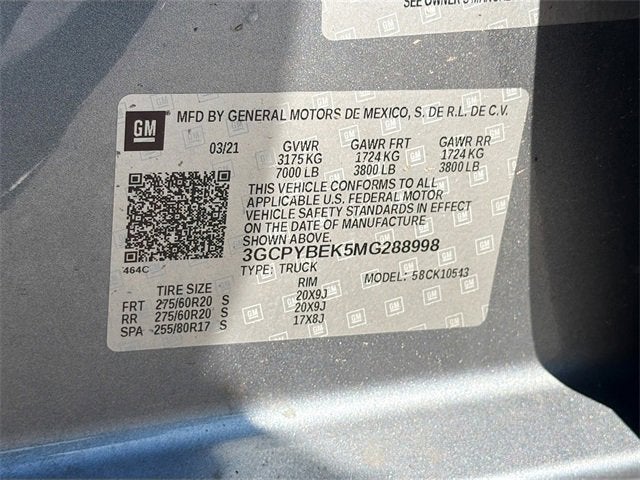 SEE OWNER'S MANUAL
GM
MFD BY GENERAL MOTORS DE MEXICO, S. DE R.L. DE C.V.
03/21 GVWR GAWR FRT GAWR RR
3175 KG 1724 KG 1724 KG
7000 LB 3800 LB 3800 LB
THIS VEHICLE CONFORMS TO ALL
APPLICABLE U.S. FEDERAL MOTOR
VEHICLE SAFETY STANDARDS IN EFFECT
ON THE DATE OF MANUFACTURE
SHOWN ABOVE.
3GCPYBEK5MG288998
464C
TYPE: TRUCK MODEL: 58CK10543
TIRE SIZE RIM
FRT 275/60R20 S 20X9J
RR 275/60R20 S 20X9J
SPA 255/80R17 S 17X8J